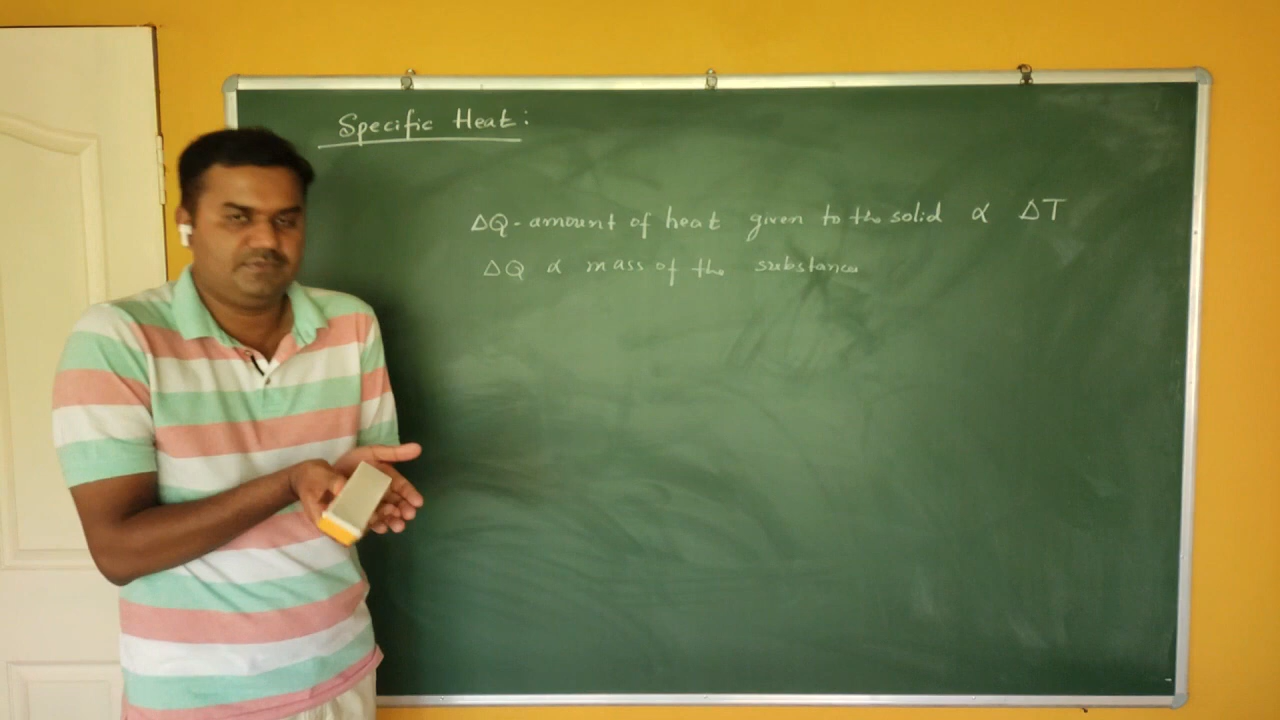 Specific Heat:
ΔQ - amount of heat given to the solid ∝ ΔT
ΔQ ∝ mass of the substance